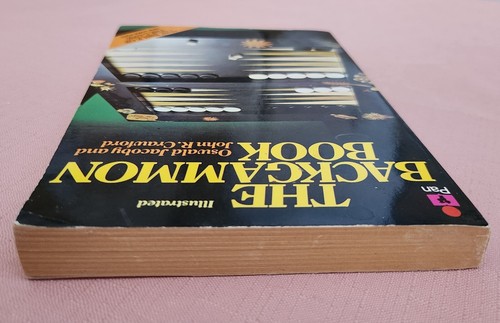 Pan
Illustrated
THE
BACKGAMMON
BOOK
Oswald Jacoby and
John R. Crawford